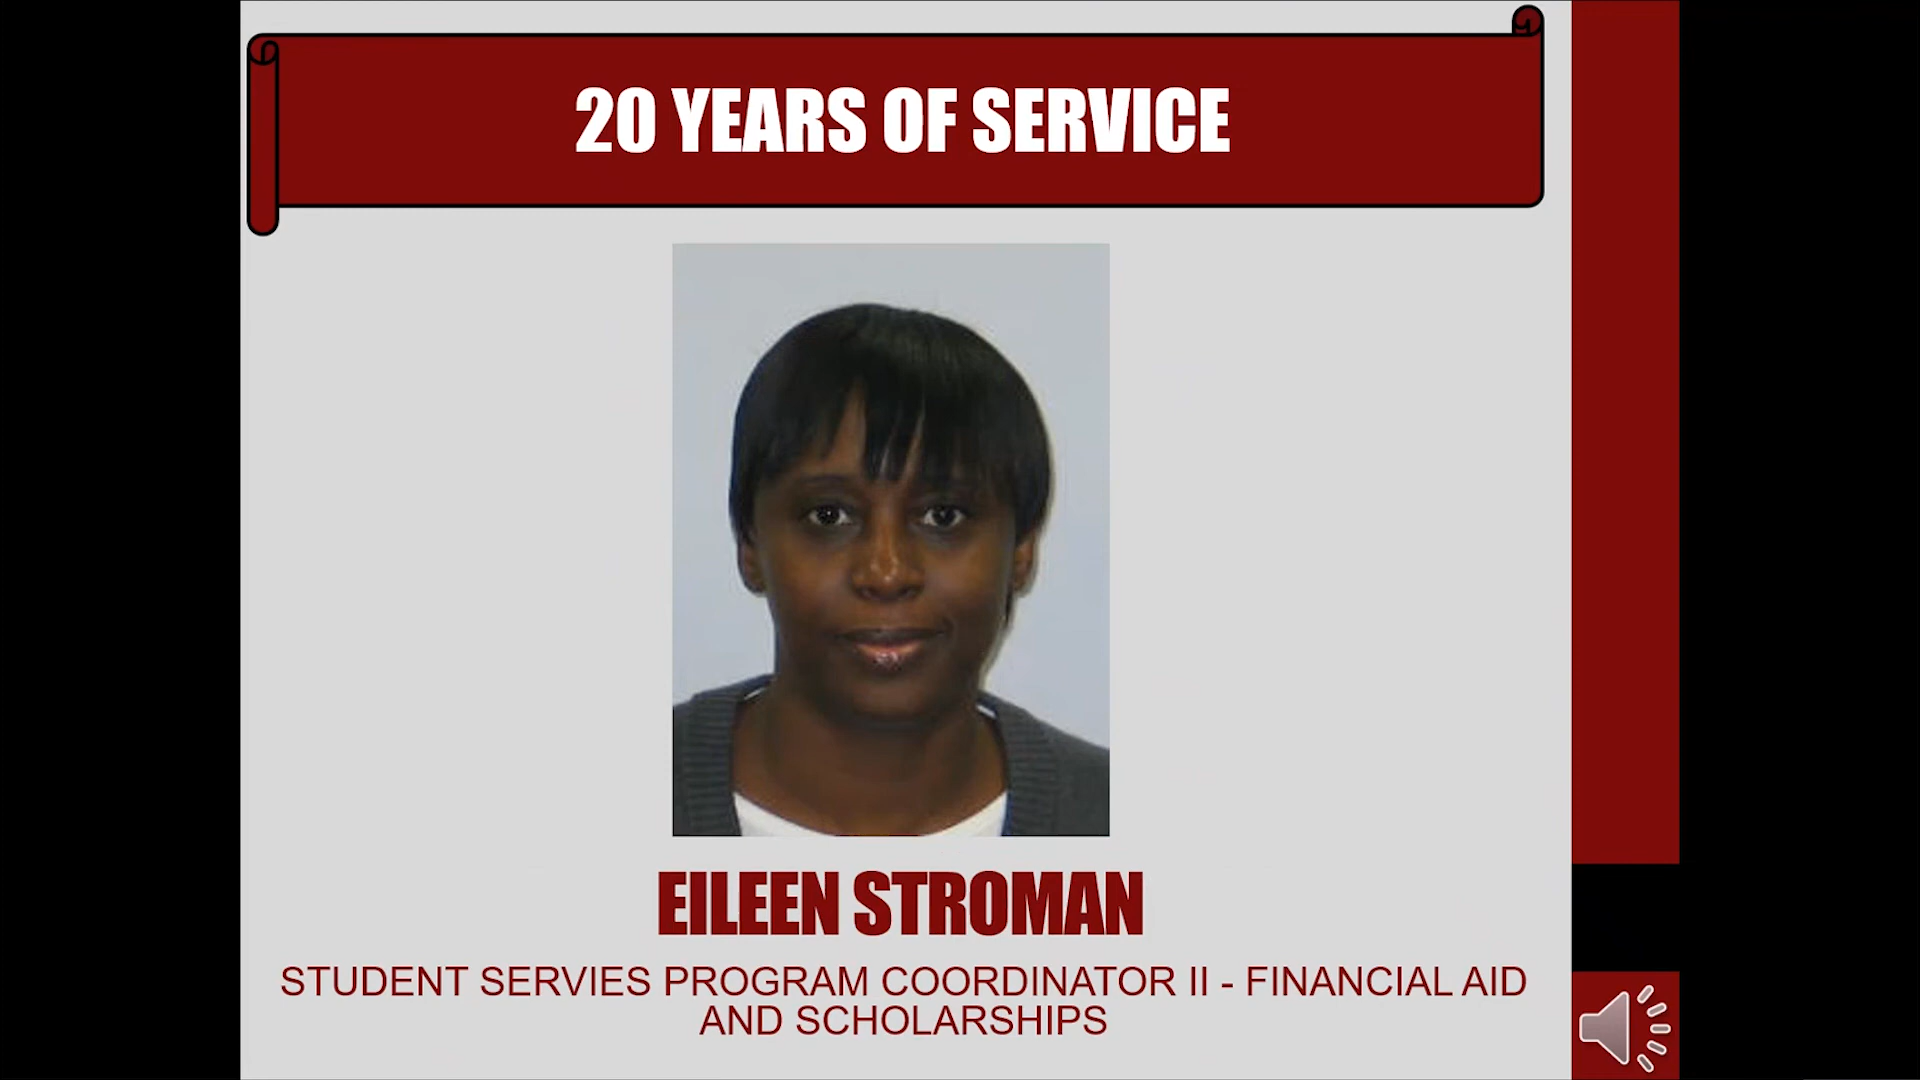 20 YEARS OF SERVICE
EILEEN STROMAN
STUDENT SERVIES PROGRAM COORDINATOR II - FINANCIAL AID
AND SCHOLARSHIPS